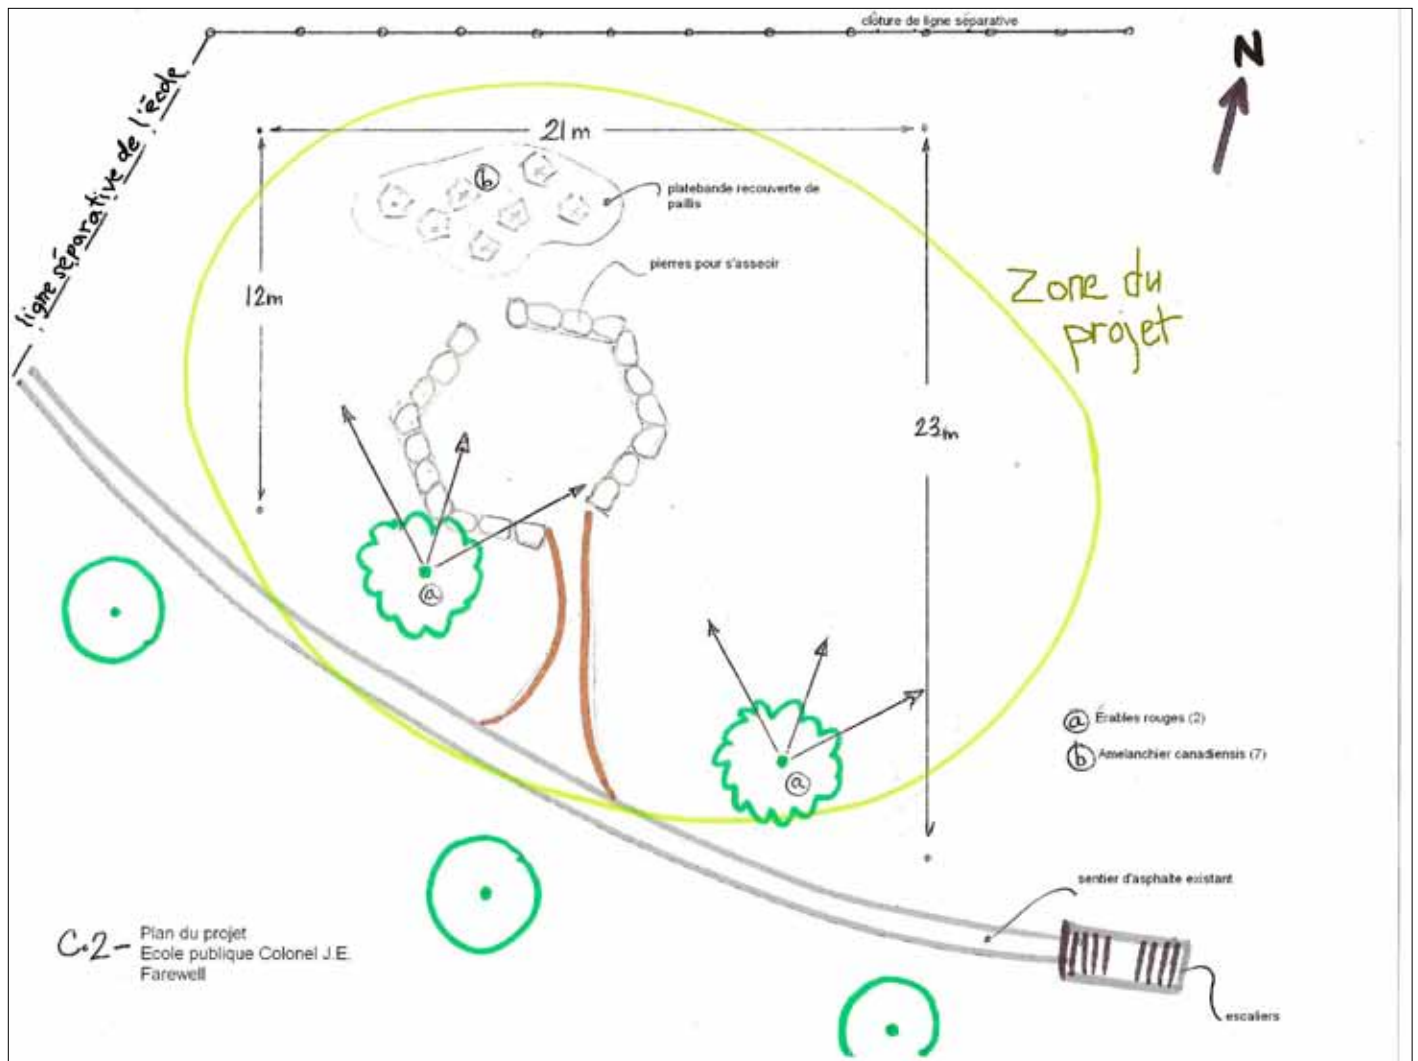 clôture de ligne séparative
N
ligne séparative de l'école
21m
b
platebande recouverte de
paillis
pierres pour s'asseoir
12m
Zone du
projet
23m
a
a
a Érables rouges (2)
b Amelanchier canadiensis (7)
sentier d'asphalte existant
C.2- Plan du projet
Ecole publique Colonel J.E.
Farewell
escaliers